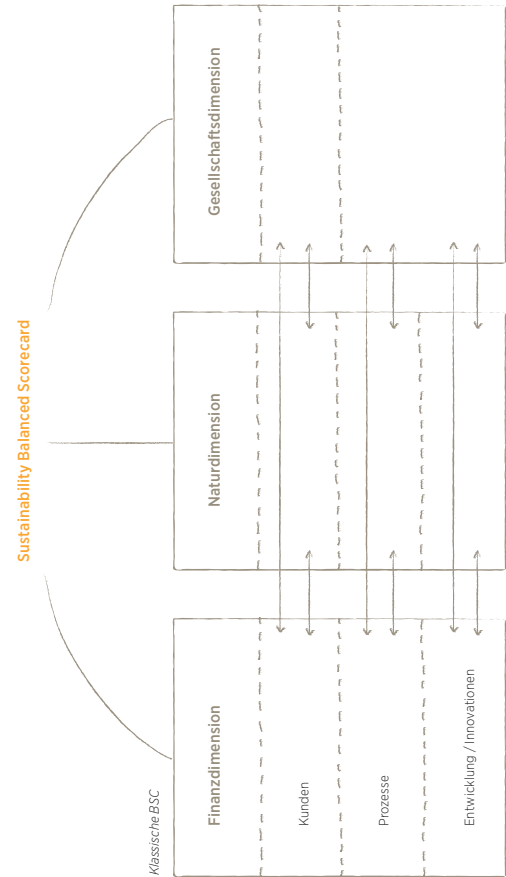 Sustainability Balanced Scorecard
Klassische BSC
Finanzdimension
Kunden
Prozesse
Entwicklung / Innovationen
Naturdimension
Gesellschaftsdimension